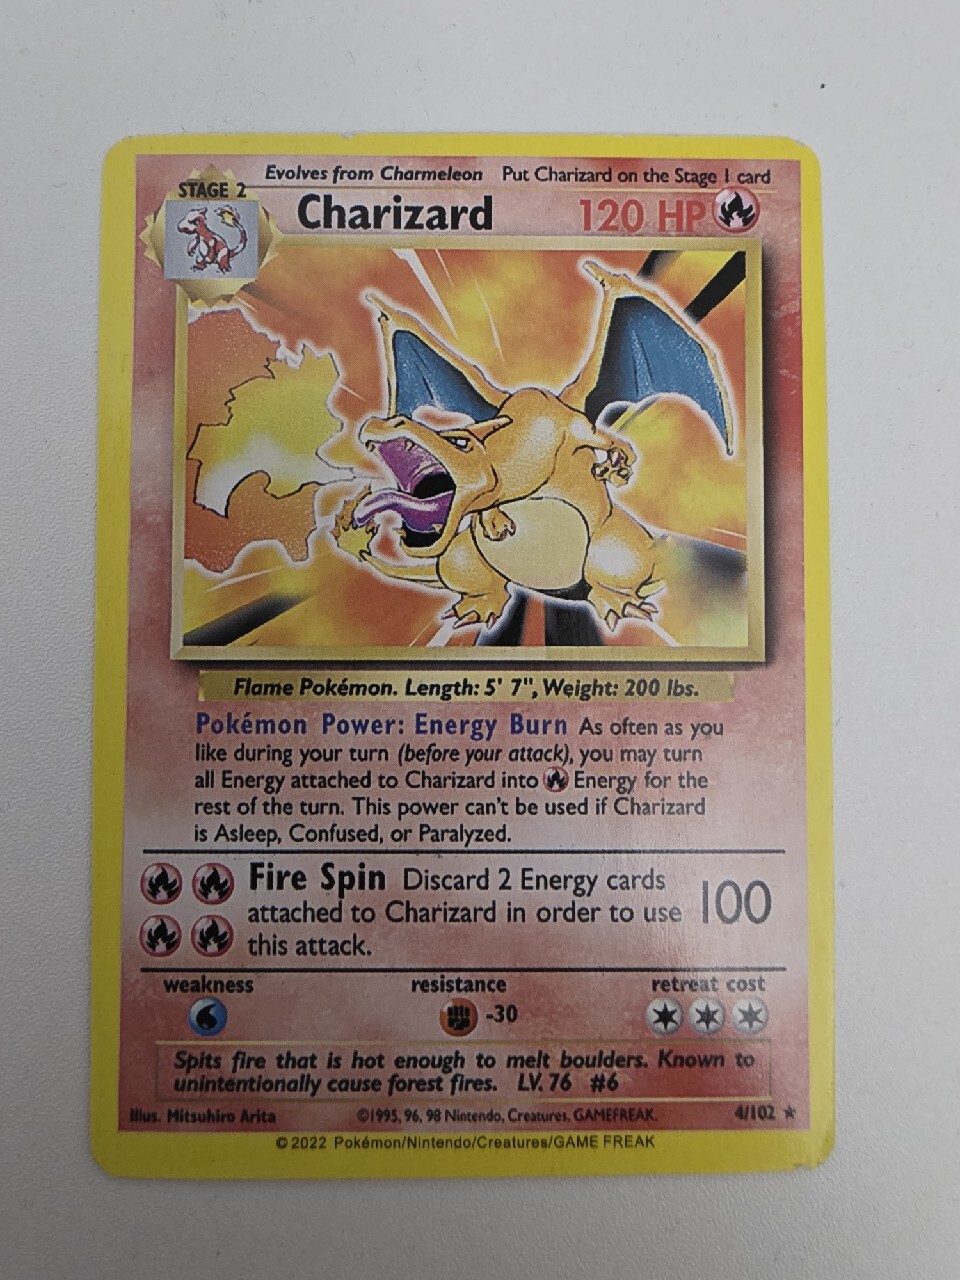 Evolves from Charmeleon Put Charizard on the Stage 1 card
STAGE 2
Charizard 120 HP
Flame Pokémon. Length: 5' 7", Weight: 200 lbs.
Pokémon Power: Energy Burn As often as you
like during your turn (before your attack), you may turn
all Energy attached to Charizard into Energy for the
rest of the turn. This power can't be used if Charizard
is Asleep, Confused, or Paralyzed.
Fire Spin Discard 2 Energy cards
attached to Charizard in order to use 100
this attack.
weakness resistance retreat cost
-30
Spits fire that is hot enough to melt boulders. Known to
unintentionally cause forest fires. LV. 76 #6
Illus. Mitsuhiro Arita ©1995, 96, 98 Nintendo, Creatures, GAMEFREAK. 4/102 ★
© 2022 Pokémon/Nintendo/Creatures/GAME FREAK